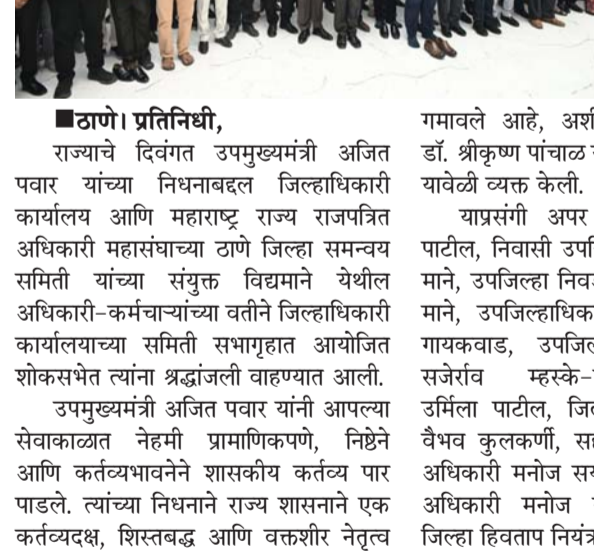 ■ठाणे। प्रतिनिधी,
राज्याचे दिवंगत उपमुख्यमंत्री अजित
पवार यांच्या निधनाबद्दल जिल्हाधिकारी
कार्यालय आणि महाराष्ट्र राज्य राजपत्रित
अधिकारी महासंघाच्या ठाणे जिल्हा समन्वय
समिती यांच्या संयुक्त विद्यमाने येथील
अधिकारी-कर्मचाऱ्यांच्या वतीने जिल्हाधिकारी
कार्यालयाच्या समिती सभागृहात आयोजित
शोकसभेत त्यांना श्रद्धांजली वाहण्यात आली.
उपमुख्यमंत्री अजित पवार यांनी आपल्या
सेवाकाळात नेहमी प्रामाणिकपणे, निष्ठेने
आणि कर्तव्यभावनेने शासकीय कर्तव्य पार
पाडले. त्यांच्या निधनाने राज्य शासनाने एक
कर्तव्यदक्ष, शिस्तबद्ध आणि वक्तशीर नेतृत्व
गमावले आहे, अशी
डॉ. श्रीकृष्ण पांचाळ
यावेळी व्यक्त केली.
याप्रसंगी अपर
पाटील, निवासी
माने, उपजिल्हा
माने,
गायकवाड,
सजेर्राव म्हस्के-
उर्मिला पाटील,
वैभव कुलकर्णी,
अधिकारी मनोज
अधिकारी मनोज
जिल्हा हिवताप